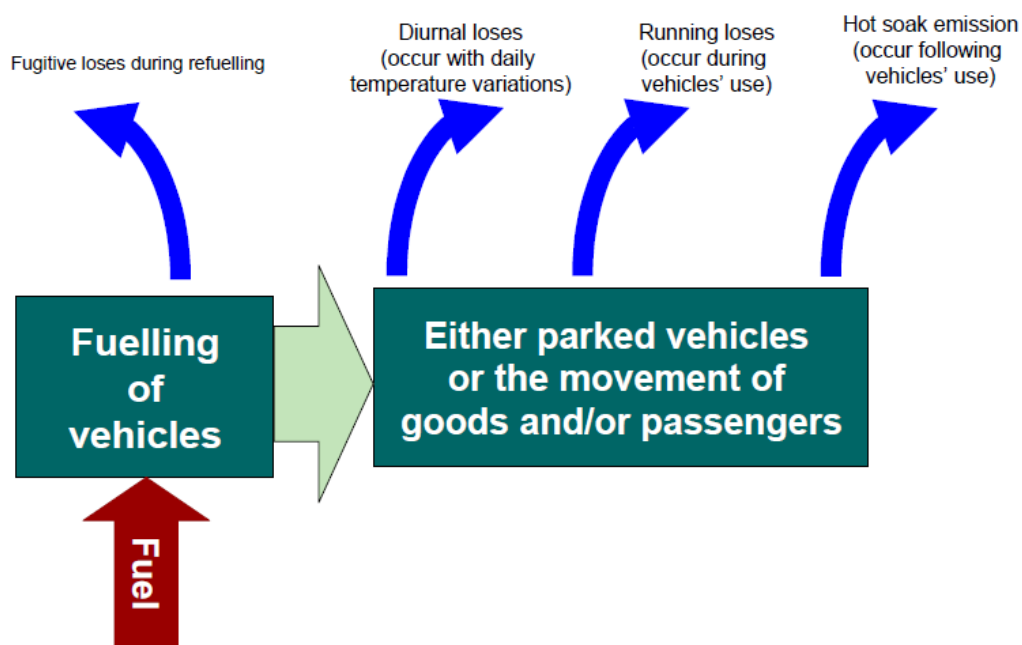 Fugitive loses during refuelling
Diurnal loses
(occur with daily
temperature variations)
Running loses
(occur during
vehicles’ use)
Hot soak emission
(occur following
vehicles’ use)
Fuelling
of
vehicles
Either parked vehicles
or the movement of
goods and/or passengers
Fuel